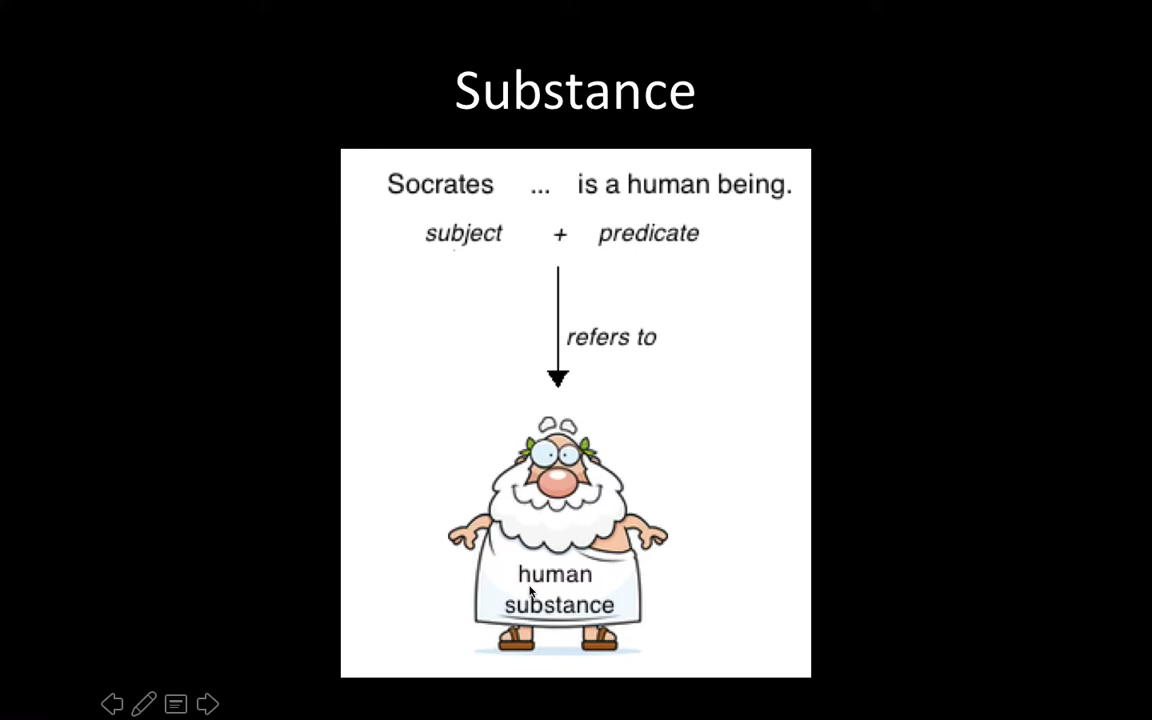 Substance
Socrates ... is a human being.
subject + predicate
refers to
human
substance